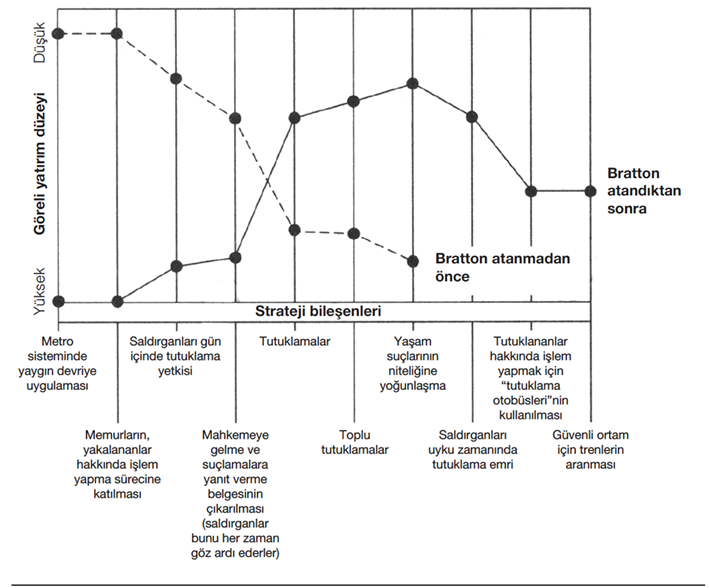 Düşük
Göreli yatırım düzeyi
Yüksek
Bratton
atandıktan
sonra
Bratton atanmadan
önce
Strateji bileşenleri
Metro
sisteminde
yaygın devriye
uygulaması
Saldırganları gün
içinde tutuklama
yetkisi
Tutuklamalar
Yaşam
suçlarının
niteliğine
yoğunlaşma
Tutuklananlar
hakkında işlem
yapmak için
“tutuklama
otobüsleri”nin
kullanılması
Memurların,
yakalananlar
hakkında işlem
yapma sürecine
katılması
Mahkemeye
gelme ve
suçlamalara
yanıt verme
belgesinin
çıkarılması
(saldırganlar
bunu her zaman
göz ardı ederler)
Toplu
tutuklamalar
Saldırganları
uyku zamanında
tutuklama emri
Güvenli ortam
için trenlerin
aranması